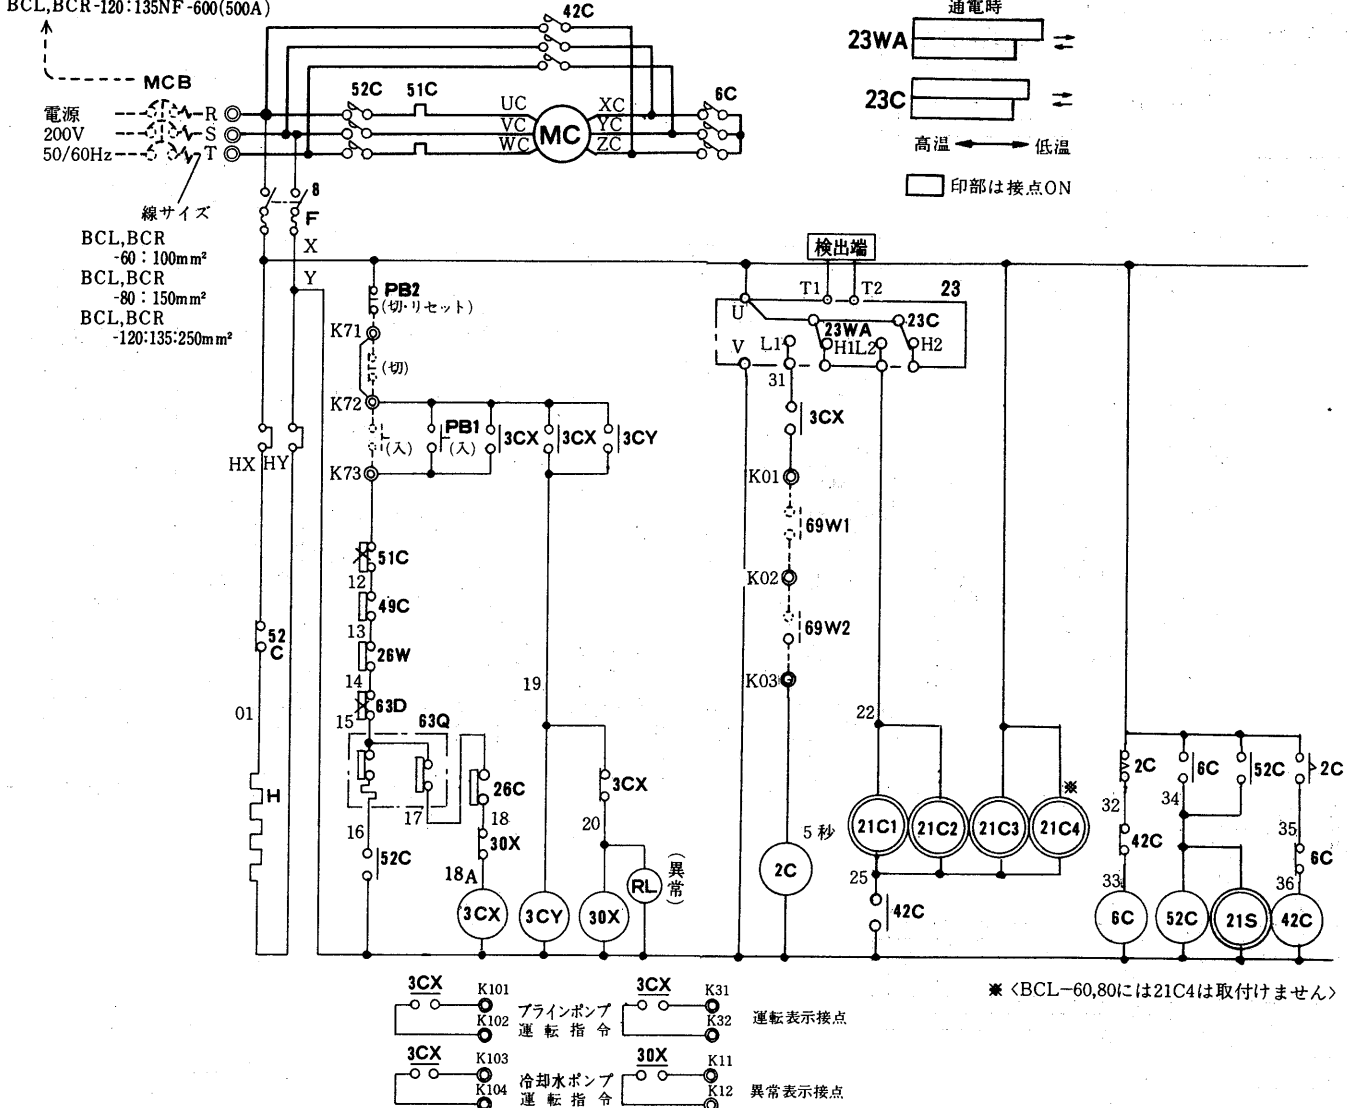 BCL,BCR-120:135NF-600(500A)
42C
通電時
23WA
MCB
52C
51C
6C
23C
電源
200V
50/60Hz
R
S
T
UC
VC
WC
MC
XC
YC
ZC
高温
低温
印部は接点ON
線サイズ
8
F
BCL,BCR
-60:100mm²
BCL,BCR
-80:150mm²
BCL,BCR
-120:135:250mm²
X
Y
検出端
PB2
(切・リセット)
T1
T2
23
K71
U
23WA
23C
(切)
V
L1
H1
L2
H2
31
K72
3CX
(入)
PB1
(入)
3CX
3CX
3CY
HX
HY
K73
K01
69W1
51C
12
K02
49C
13
69W2
52
C
26W
14
K03
63D
15
19
01
63Q
22
2C
6C
52C
2C
H
26C
3CX
※
32
34
16
17
18
20
5秒
21C1
21C2
21C3
21C4
42C
35
52C
30X
(異常)
6C
18A
RL
2C
25
33
36
3CX
3CY
30X
42C
6C
52C
21S
42C
※〈BCL-60,80には21C4は取付けません〉
3CX
K101
K102
ブラインポンプ
運転指令
3CX
K31
K32
運転表示接点
3CX
K103
K104
冷却水ポンプ
運転指令
30X
K11
K12
異常表示接点